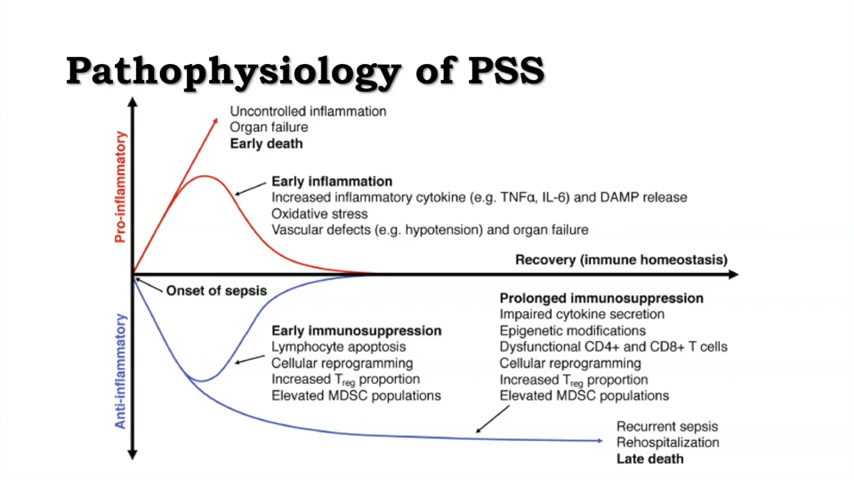 Pathophysiology of PSS
Pro-inflammatory
Anti-inflammatory
Uncontrolled inflammation
Organ failure
Early death
Early inflammation
Increased inflammatory cytokine (e.g. TNFα, IL-6) and DAMP release
Oxidative stress
Vascular defects (e.g. hypotension) and organ failure
Recovery (immune homeostasis)
Onset of sepsis
Early immunosuppression
Lymphocyte apoptosis
Cellular reprogramming
Increased Treg proportion
Elevated MDSC populations
Prolonged immunosuppression
Impaired cytokine secretion
Epigenetic modifications
Dysfunctional CD4+ and CD8+ T cells
Cellular reprogramming
Increased Treg proportion
Elevated MDSC populations
Recurrent sepsis
Rehospitalization
Late death